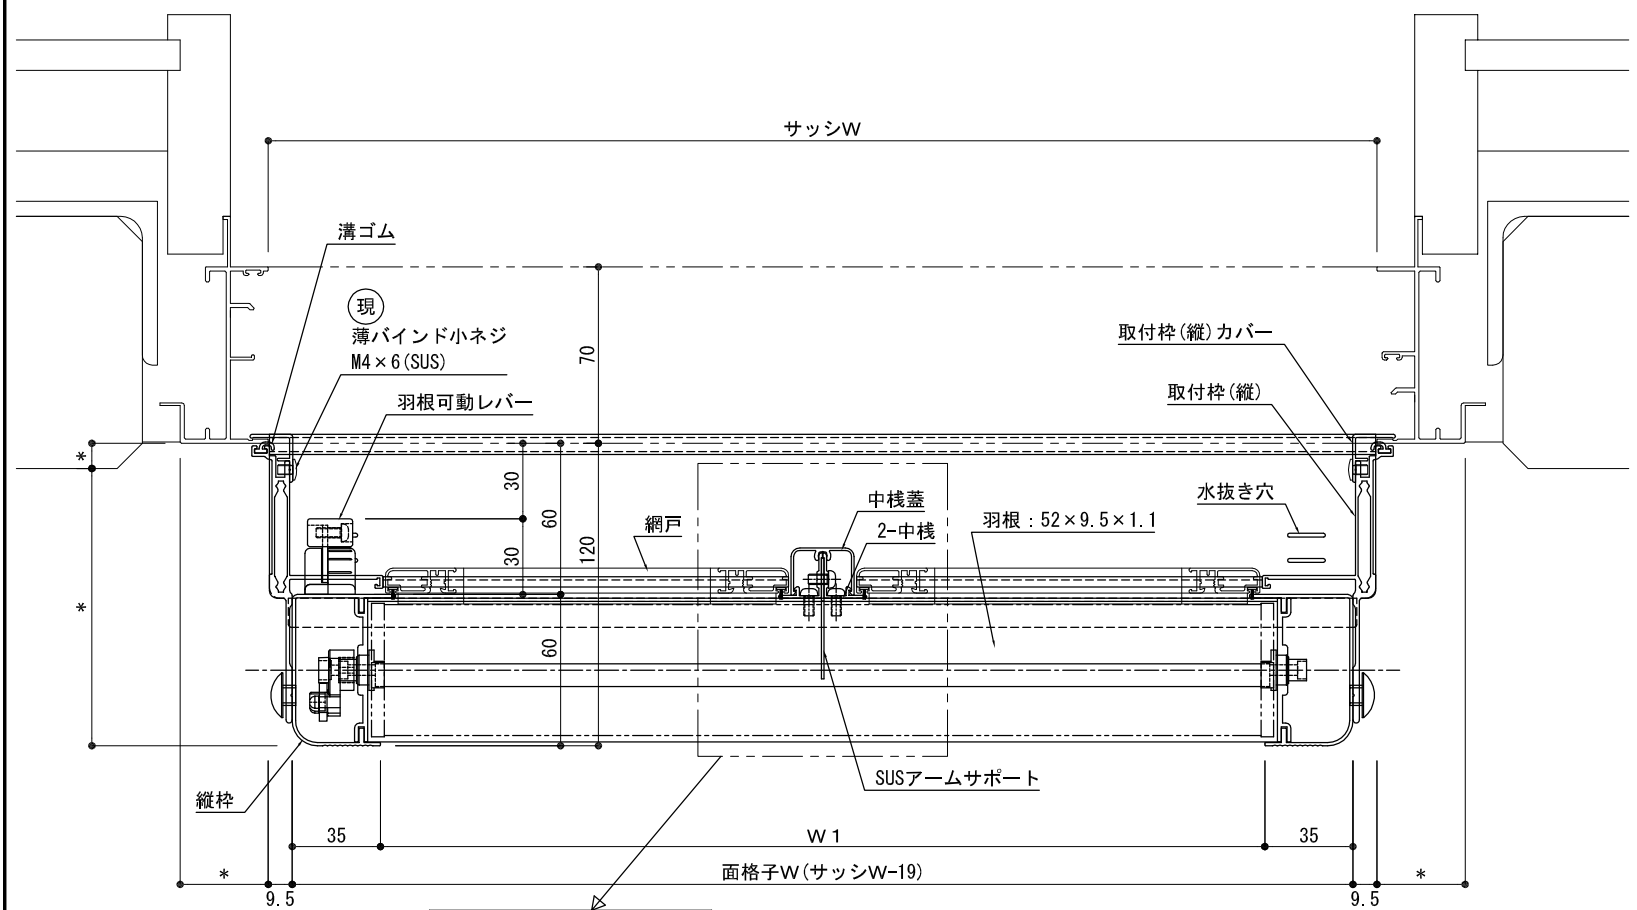 サッシW
溝ゴム
現
薄バインド小ネジ
M4×6(SUS)
70
取付枠(縦)カバー
羽根可動レバー
取付枠(縦)
*
30
60
中桟蓋
水抜き穴
網戸
2-中桟
羽根：52×9.5×1.1
30
120
*
60
SUSアームサポート
縦枠
35
W1
35
*
面格子W(サッシW-19)
*
9.5
9.5